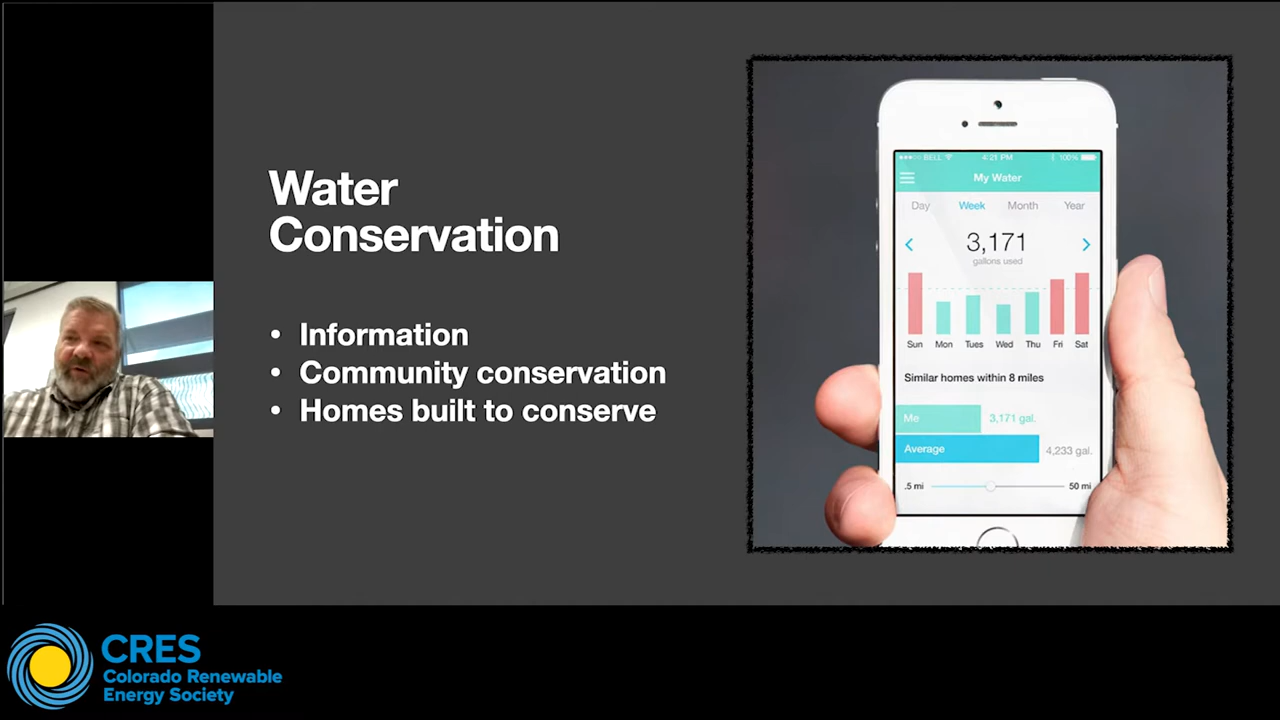 Water
Conservation
• Information
• Community conservation
• Homes built to conserve
BELL 4:21 PM 100%
My Water
Day Week Month Year
3,171
gallons used
Sun Mon Tues Wed Thu Fri Sat
Similar homes within 8 miles
Me 3,171 gal.
Average 4,233 gal.
.5 mi 50 mi
CRES
Colorado Renewable
Energy Society